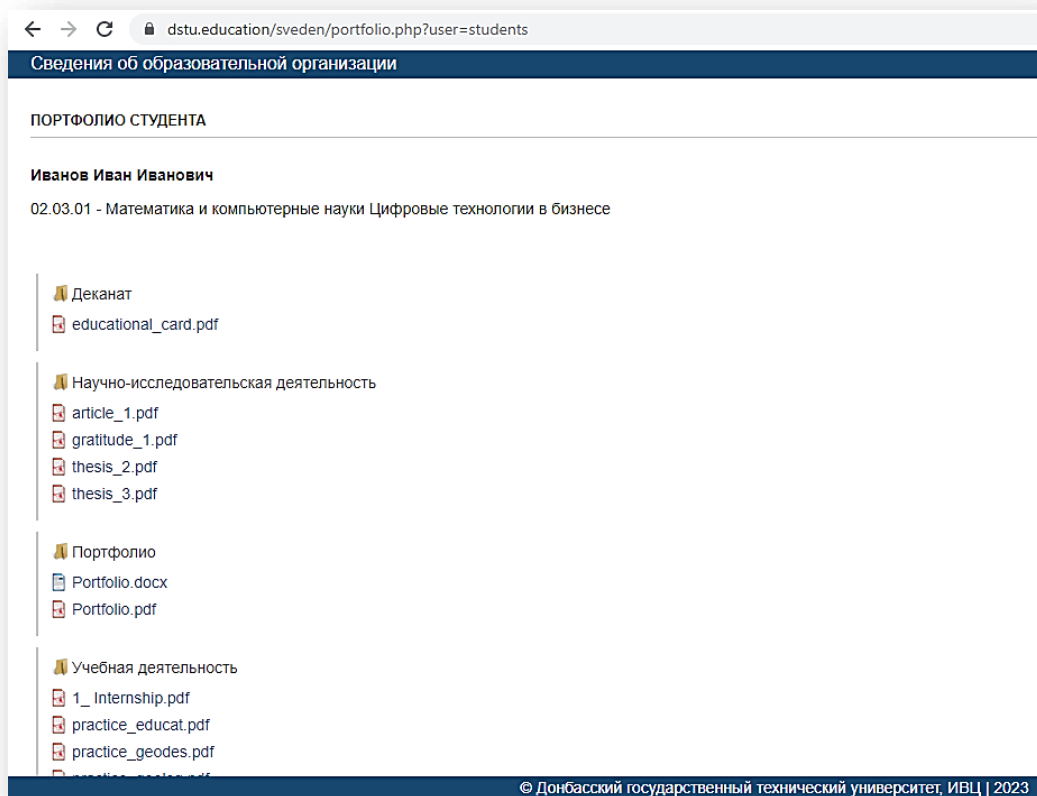 dstu.education/sveden/portfolio.php?user=students
Сведения об образовательной организации
ПОРТФОЛИО СТУДЕНТА
Иванов Иван Иванович
02.03.01 - Математика и компьютерные науки Цифровые технологии в бизнесе
Деканат
educational_card.pdf
Научно-исследовательская деятельность
article_1.pdf
gratitude_1.pdf
thesis_2.pdf
thesis_3.pdf
Портфолио
Portfolio.docx
Portfolio.pdf
Учебная деятельность
1_ Internship.pdf
practice_educat.pdf
practice_geodes.pdf
© Донбасский государственный технический университет, ИВЦ | 2023